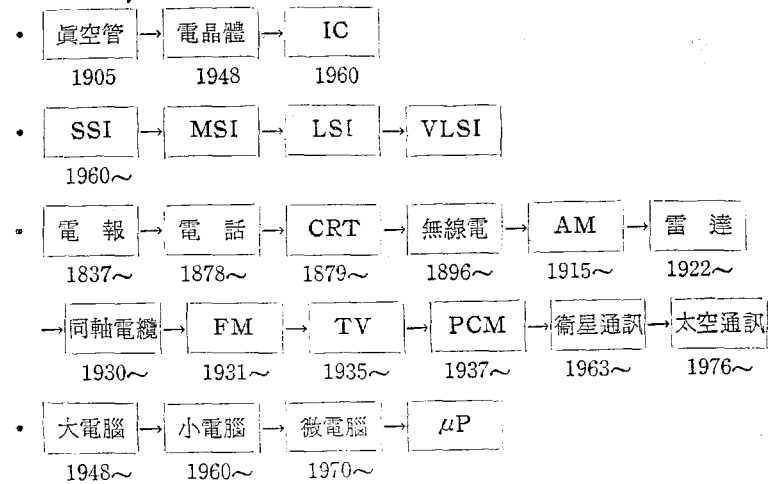 • 眞空管 → 電晶體 → IC
1905 1948 1960
• SSI → MSI → LSI → VLSI
1960～
• 電報 → 電話 → CRT → 無線電 → AM → 雷達
1837～ 1878～ 1879～ 1896～ 1915～ 1922～
→ 同軸電纜 → FM → TV → PCM → 衞星通訊 → 太空通訊
1930～ 1931～ 1935～ 1937～ 1963～ 1976～
• 大電腦 → 小電腦 → 微電腦 → μP
1948～ 1960～ 1970～